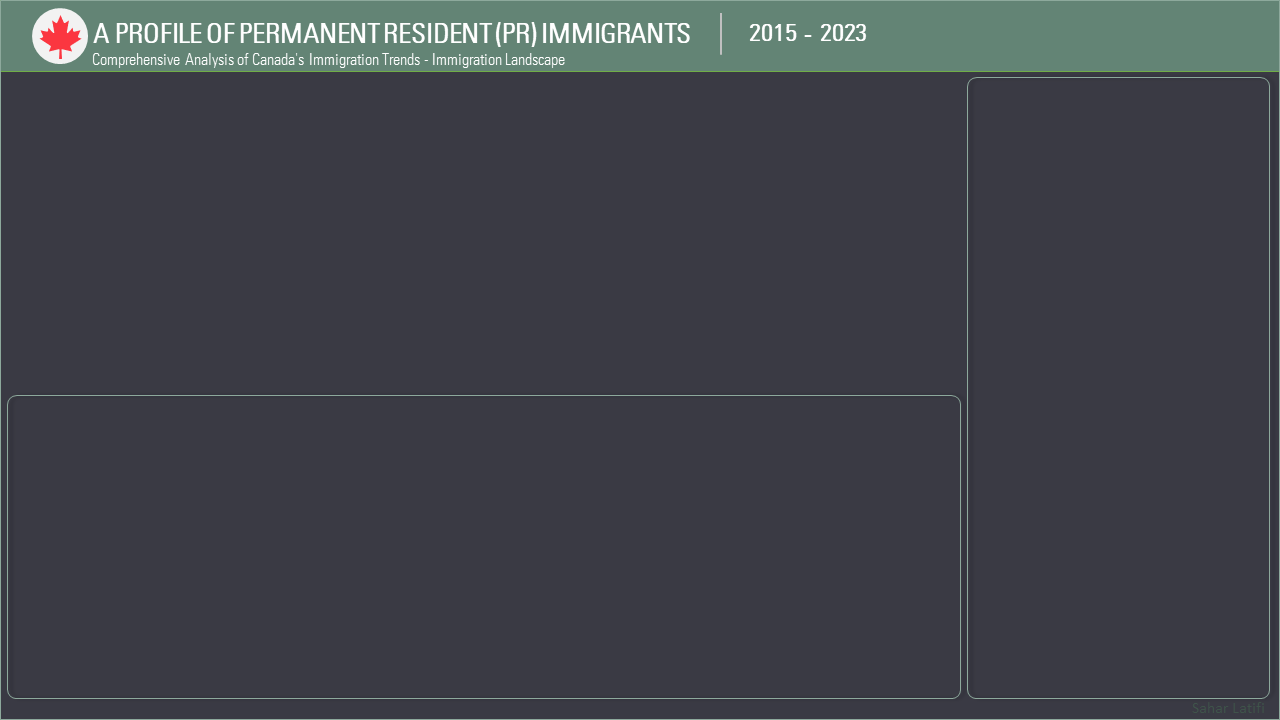 A PROFILE OF PERMANENT RESIDENT (PR) IMMIGRANTS
2015 - 2023
Comprehensive Analysis of Canada's Immigration Trends - Immigration Landscape
Sahar Latifi